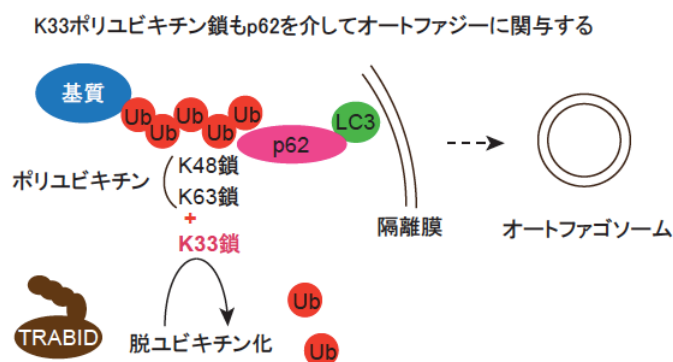 K33ポリユビキチン鎖もp62を介してオートファジーに関与する
基質
Ub
Ub
Ub
Ub
Ub
p62
LC3
ポリユビキチン
K48鎖
K63鎖
+
K33鎖
隔離膜
オートファゴソーム
TRABID
脱ユビキチン化
Ub
Ub